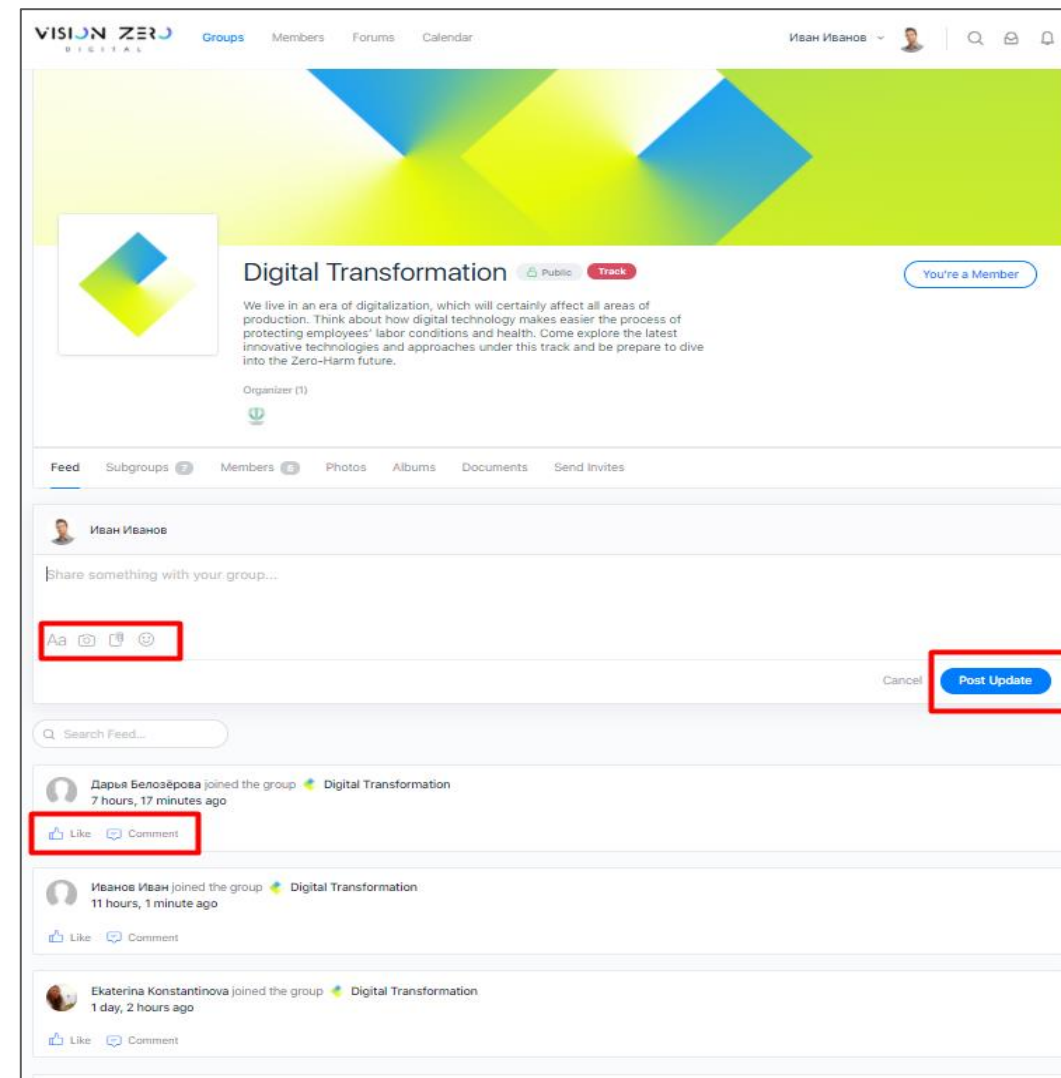 VISION ZERO
DIGITAL
Groups Members Forums Calendar
Иван Иванов
Digital Transformation Public Track
You're a Member
We live in an era of digitalization, which will certainly affect all areas of
production. Think about how digital technology makes easier the process of
protecting employees' labor conditions and health. Come explore the latest
innovative technologies and approaches under this track and be prepare to dive
into the Zero-Harm future.
Organizer (1)
Feed Subgroups 7 Members Photos Albums Documents Send Invites
Иван Иванов
Share something with your group...
Aa
Cancel Post Update
Search Feed...
Дарья Белозёрова joined the group Digital Transformation
7 hours, 17 minutes ago
Like Comment
Иванов Иван joined the group Digital Transformation
11 hours, 1 minute ago
Like Comment
Ekaterina Konstantinova joined the group Digital Transformation
1 day, 2 hours ago
Like Comment